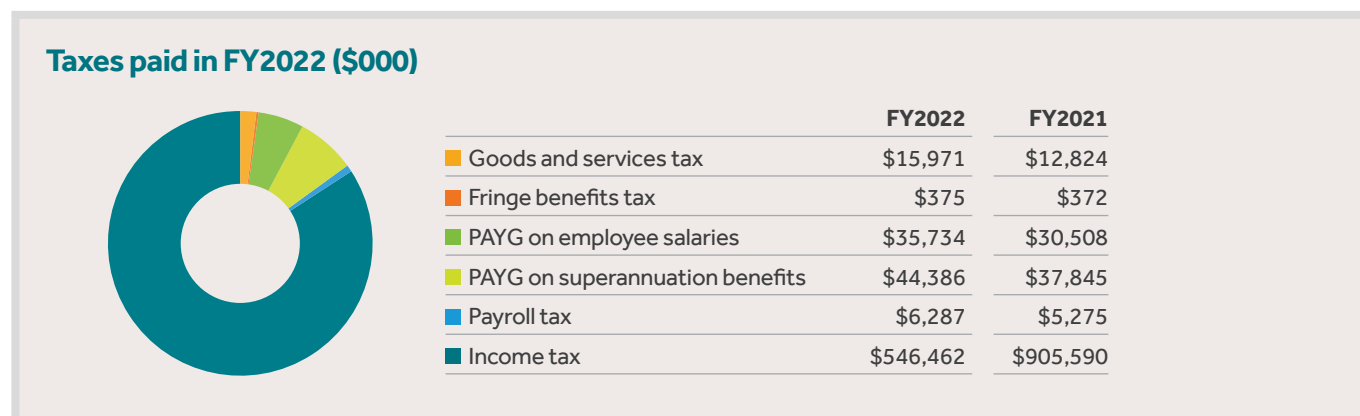 Taxes paid in FY2022 ($000)
FY2022 FY2021
Goods and services tax $15,971 $12,824
Fringe benefits tax $375 $372
PAYG on employee salaries $35,734 $30,508
PAYG on superannuation benefits $44,386 $37,845
Payroll tax $6,287 $5,275
Income tax $546,462 $905,590